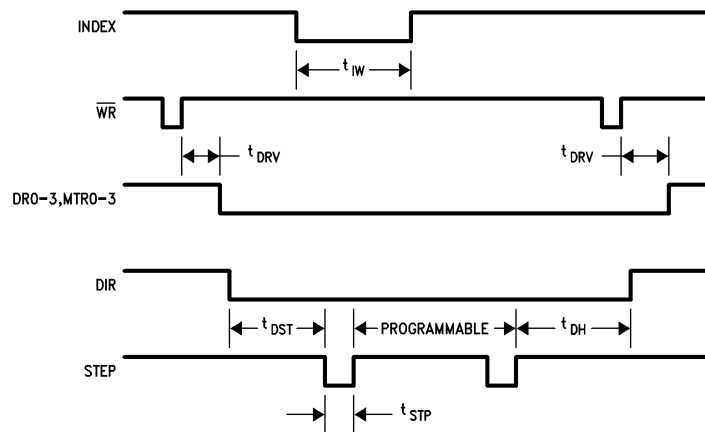 INDEX
t IW
WR
t DRV
t DRV
DR0-3,MTR0-3
DIR
t DST
PROGRAMMABLE
t DH
STEP
t STP